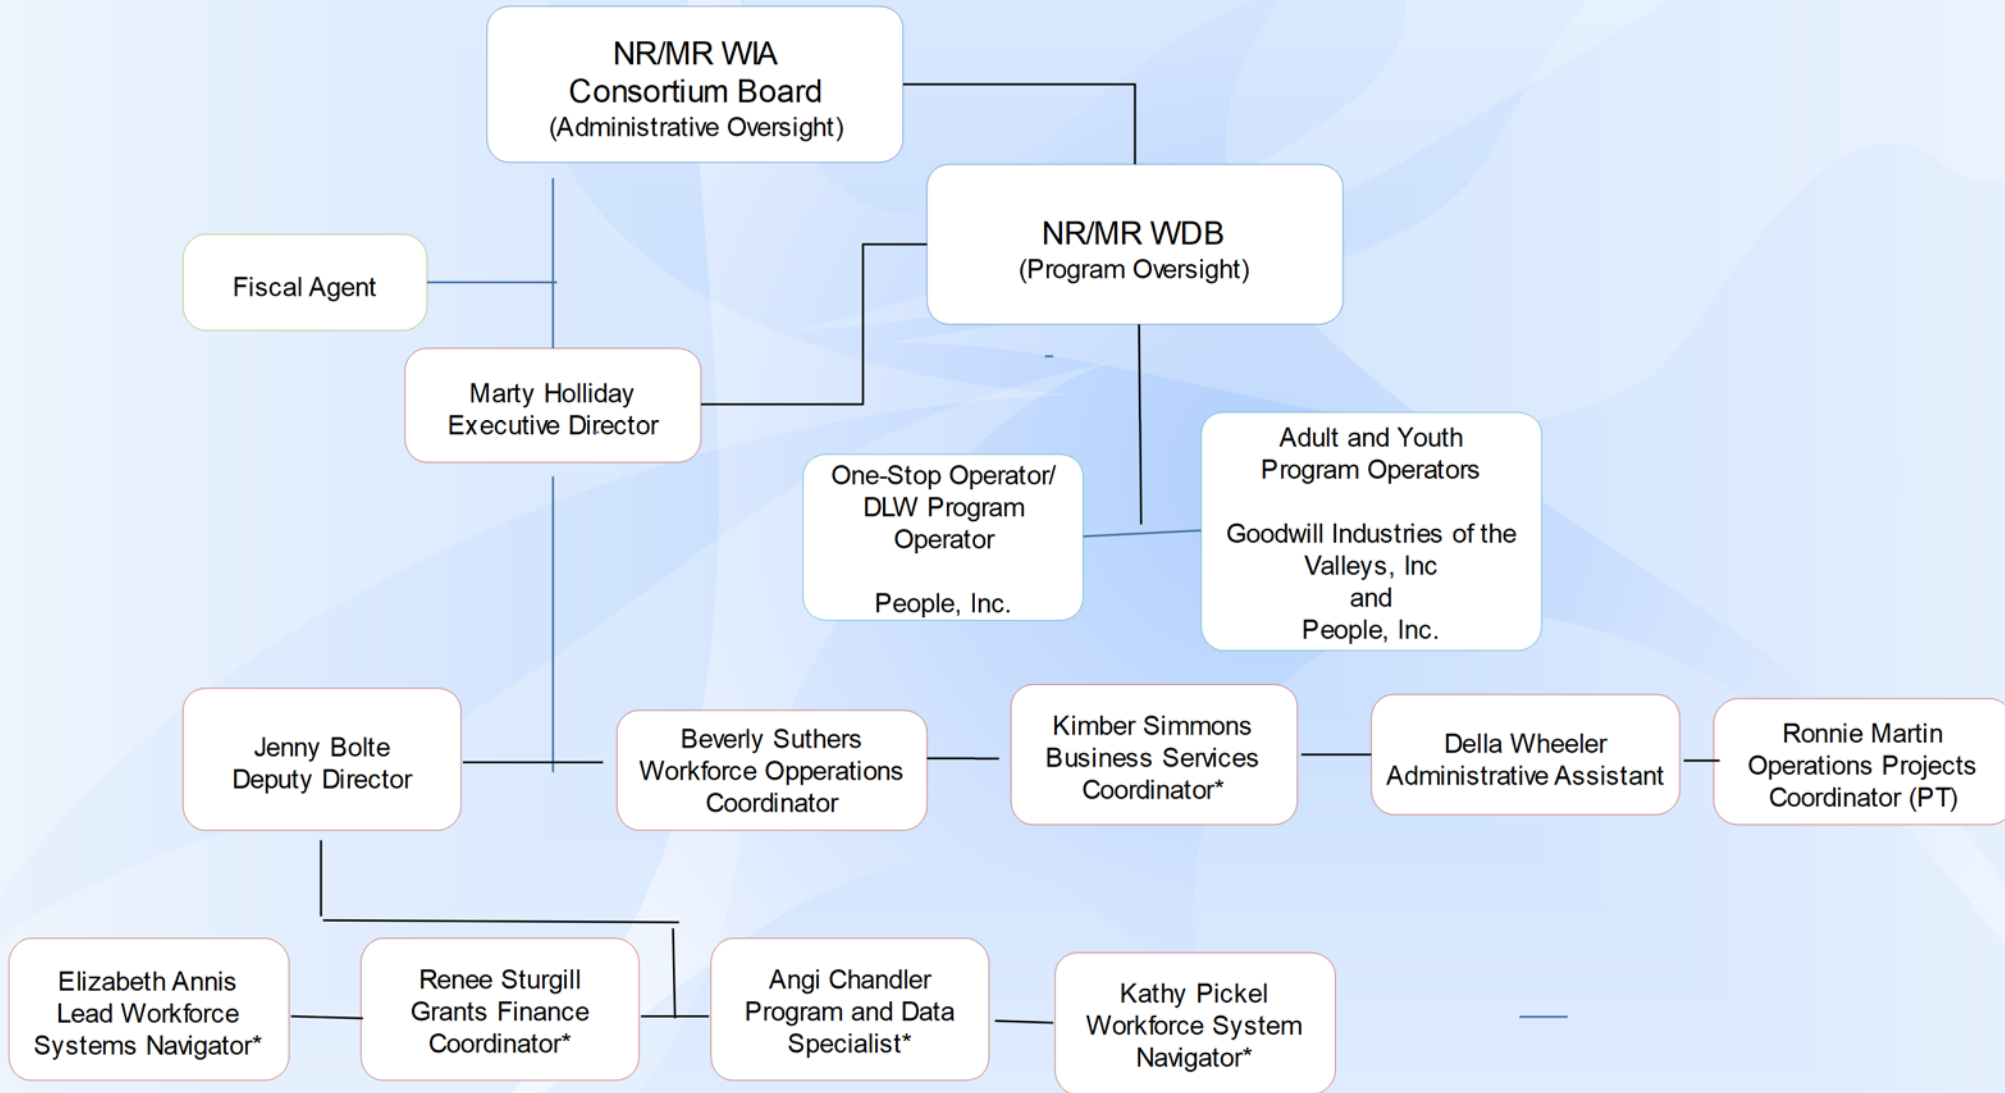 NR/MR WIA
Consortium Board
(Administrative Oversight)
NR/MR WDB
(Program Oversight)
Fiscal Agent
Marty Holliday
Executive Director
One-Stop Operator/
DLW Program
Operator
People, Inc.
Adult and Youth
Program Operators
Goodwill Industries of the
Valleys, Inc
and
People, Inc.
Jenny Bolte
Deputy Director
Beverly Suthers
Workforce Opperations
Coordinator
Kimber Simmons
Business Services
Coordinator*
Della Wheeler
Administrative Assistant
Ronnie Martin
Operations Projects
Coordinator (PT)
Elizabeth Annis
Lead Workforce
Systems Navigator*
Renee Sturgill
Grants Finance
Coordinator*
Angi Chandler
Program and Data
Specialist*
Kathy Pickel
Workforce System
Navigator*